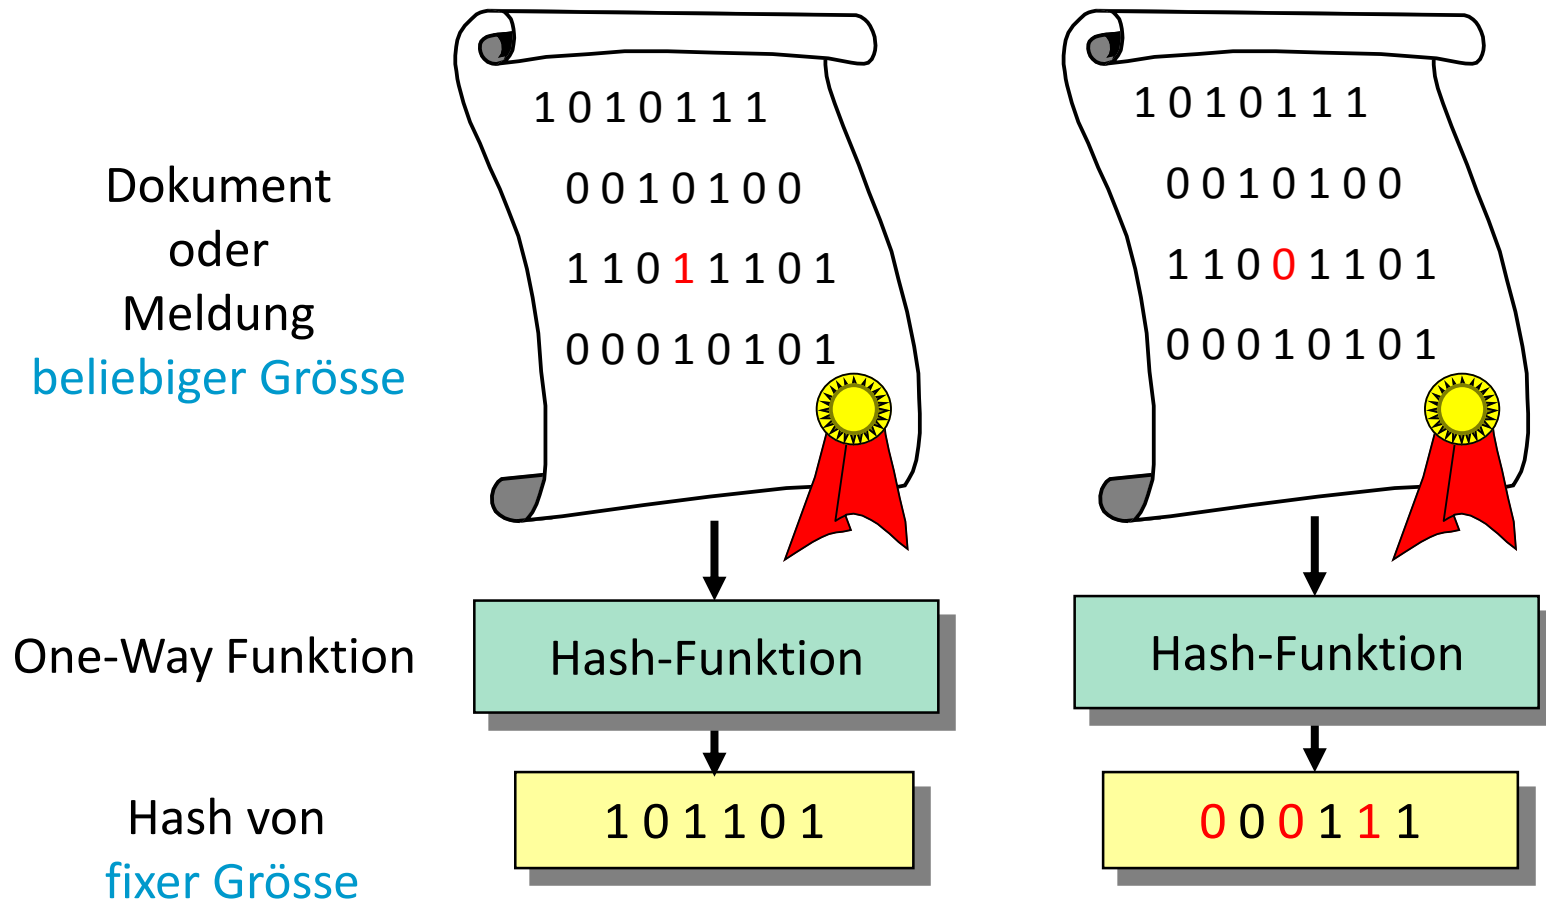 Dokument
oder
Meldung
beliebiger Grösse
1 0 1 0 1 1 1
0 0 1 0 1 0 0
1 1 0 1 1 1 0 1
0 0 0 1 0 1 0 1
1 0 1 0 1 1 1
0 0 1 0 1 0 0
1 1 0 0 1 1 0 1
0 0 0 1 0 1 0 1
One-Way Funktion
Hash-Funktion
Hash-Funktion
Hash von
fixer Grösse
1 0 1 1 0 1
0 0 0 1 1 1